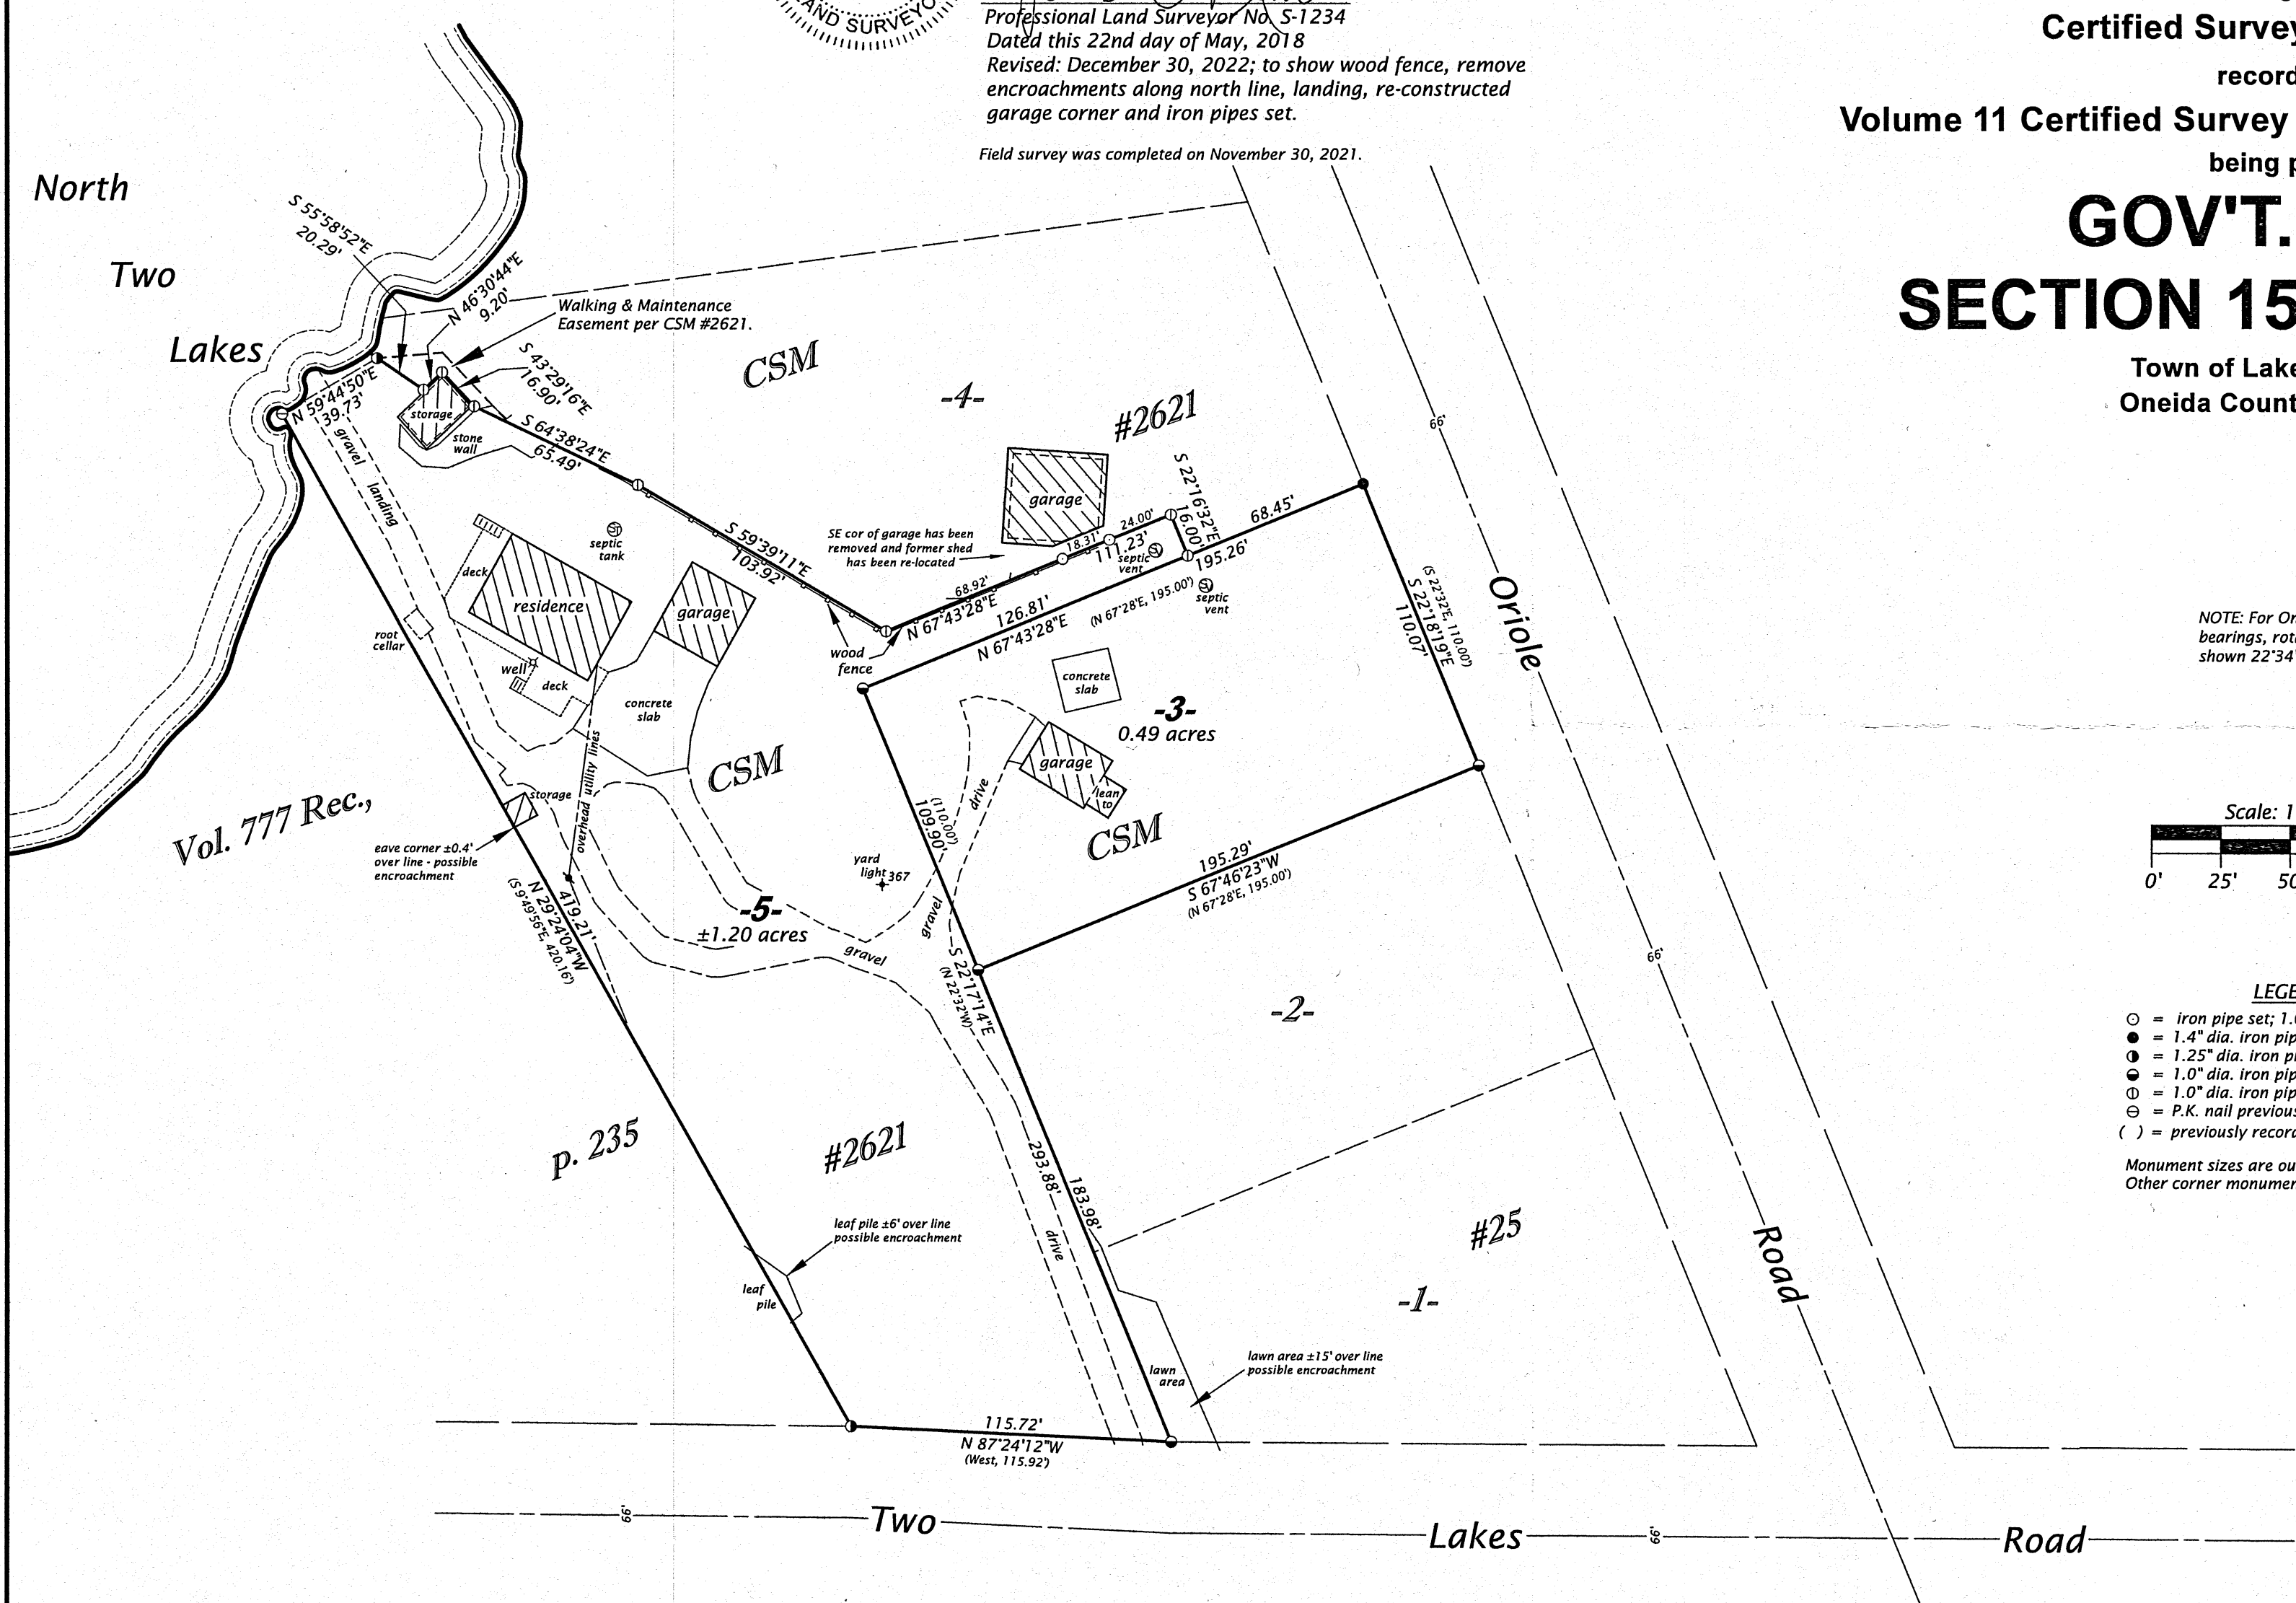 LAND SURVEYO
Professional Land Surveyor No. S-1234
Dated this 22nd day of May, 2018
Revised: December 30, 2022; to show wood fence, remove
encroachments along north line, landing, re-constructed
garage corner and iron pipes set.
Field survey was completed on November 30, 2021.
Certified Survey
record
Volume 11 Certified Survey
being p
GOV'T.
SECTION 15
Town of Lake
Oneida Count
North
Two
Lakes
S 55°58'52"E
20.29'
N 46°30'44"E
9.20'
Walking & Maintenance
Easement per CSM #2621.
S 43°29'16"E
16.90'
N 59°44'50"E
39.73'
storage
stone
wall
gravel
landing
S 64°38'24"E
65.49'
CSM
-4-
#2621
garage
S 59°39'11"E
103.92'
SE cor of garage has been
removed and former shed
has been re-located
18.31'
24.00'
S 22°16'32"E
16.00'
68.45'
111.23'
septic
vent
195.26'
68.92'
N 67°43'28"E
126.81'
N 67°43'28"E
(N 67°28'E, 195.00')
ST
septic
vent
66'
Oriole
(S 22°32'E, 110.00')
S 22°18'19"E
110.07'
ST
septic
tank
deck
residence
garage
root
cellar
well
deck
concrete
slab
wood
fence
overhead utility lines
CSM
concrete
slab
-3-
0.49 acres
garage
lean
to
drive
CSM
(110.00')
109.90'
NOTE: For On
bearings, rot
shown 22°34'
Scale: 1
0' 25' 50
Vol. 777 Rec.,
storage
eave corner ±0.4'
over line - possible
encroachment
yard
light 367
419.21'
N 29°24'04"W
(S 9°49'56"E, 420.16')
-5-
±1.20 acres
gravel
gravel
195.29'
S 67°46'23"W
(N 67°28'E, 195.00')
S 22°17'14"E
(N 22°32'W)
-2-
66'
LEGE
= iron pipe set; 1.
= 1.4" dia. iron pip
= 1.25" dia. iron p
= 1.0" dia. iron pip
= 1.0" dia. iron pip
= P.K. nail previous
( ) = previously record
Monument sizes are ou
Other corner monumen
p. 235
#2621
293.88'
183.98'
drive
leaf pile ±6' over line
possible encroachment
leaf
pile
#25
-1-
Road
lawn area ±15' over line
possible encroachment
lawn
area
115.72'
N 87°24'12"W
(West, 115.92')
66'
Two
Lakes
66'
Road